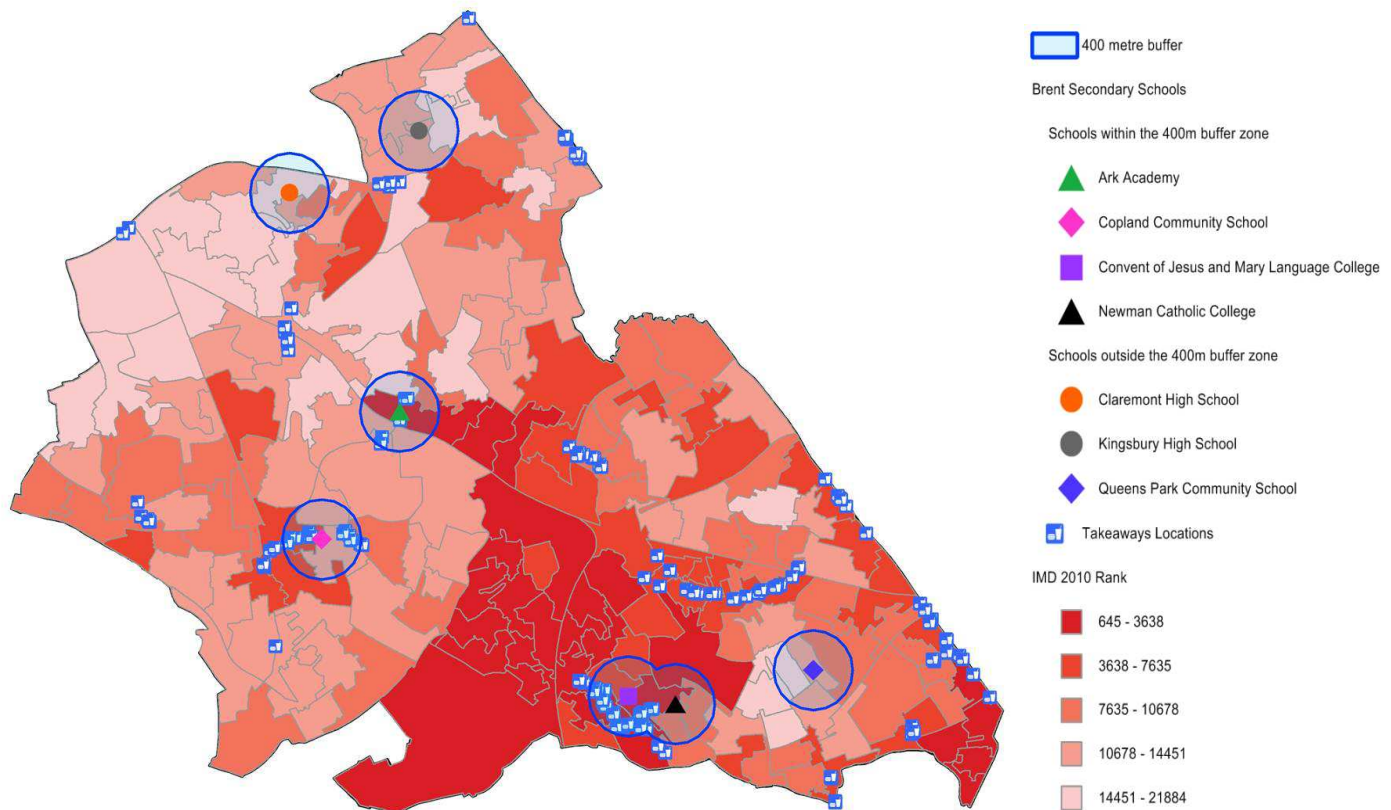 400 metre buffer
Brent Secondary Schools
Schools within the 400m buffer zone
Ark Academy
Copland Community School
Convent of Jesus and Mary Language College
Newman Catholic College
Schools outside the 400m buffer zone
Claremont High School
Kingsbury High School
Queens Park Community School
Takeaways Locations
IMD 2010 Rank
645 - 3638
3638 - 7635
7635 - 10678
10678 - 14451
14451 - 21884